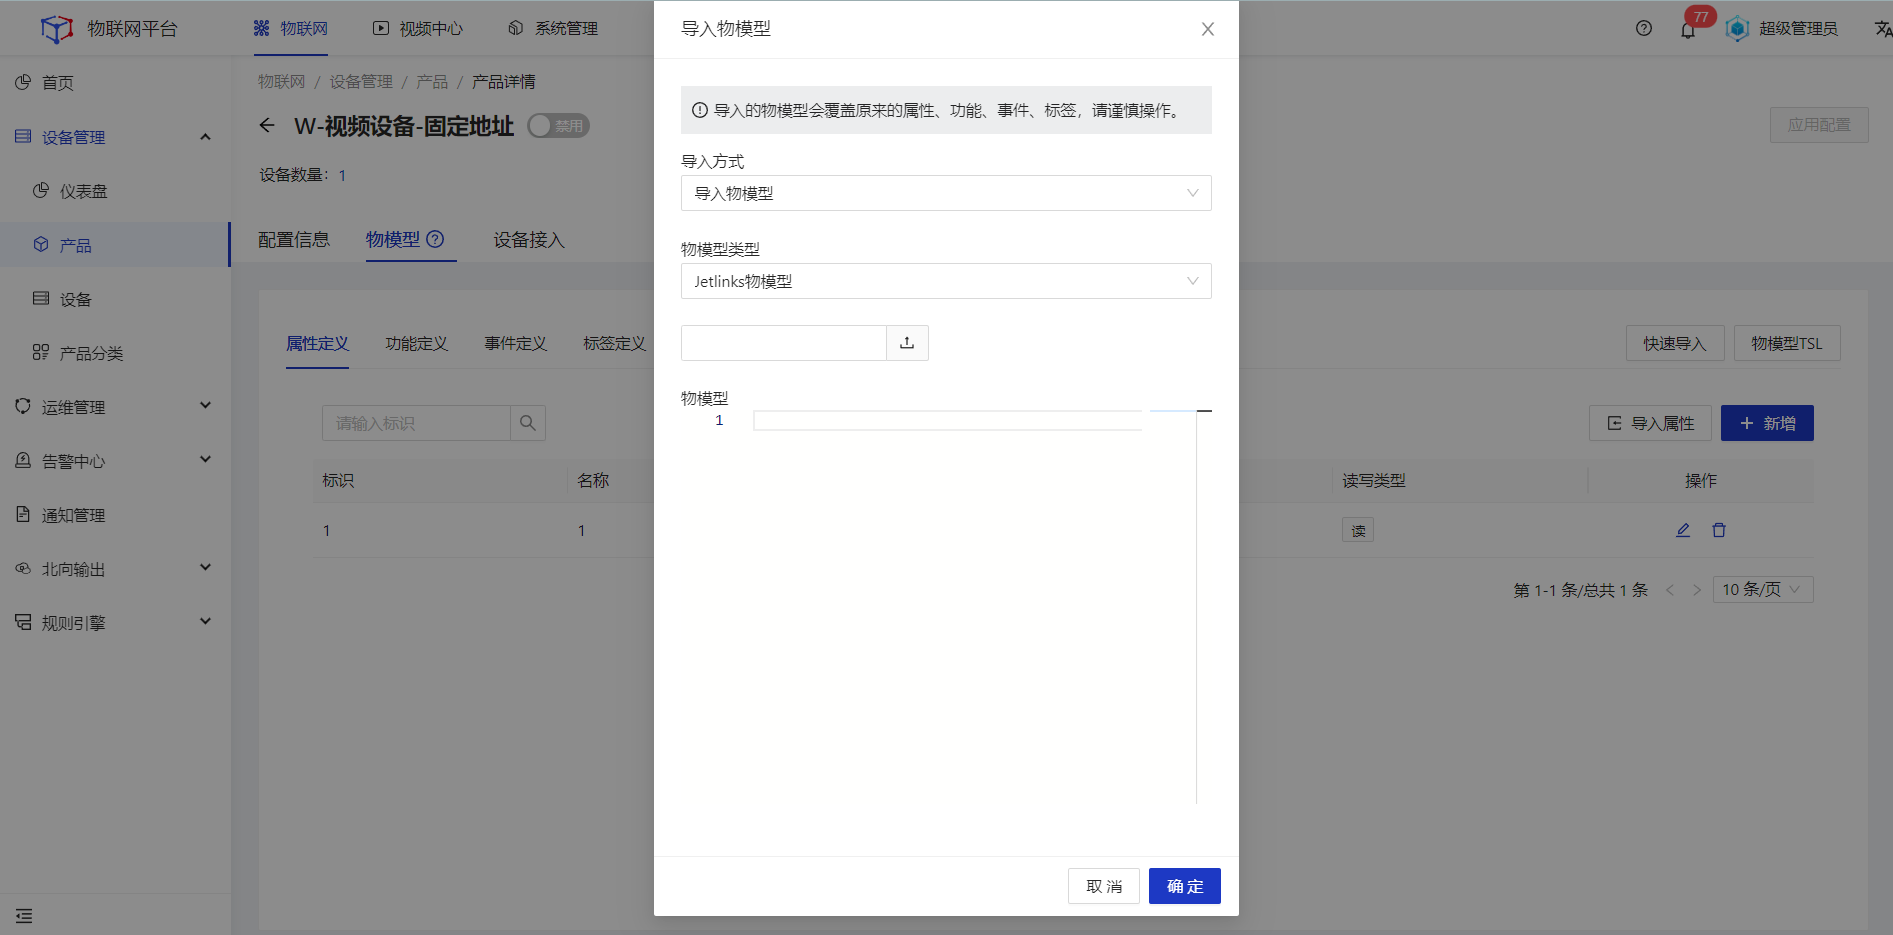 物联网平台
物联网
视频中心
系统管理
77
超级管理员
首页
设备管理
仪表盘
产品
设备
产品分类
运维管理
告警中心
通知管理
北向输出
规则引擎
物联网 / 设备管理 / 产品 / 产品详情
W-视频设备-固定地址
禁用
应用配置
设备数量: 1
配置信息
物模型
设备接入
属性定义
功能定义
事件定义
标签定义
快速导入
物模型TSL
请输入标识
导入属性
新增
标识
名称
读写类型
操作
1
1
读
第 1-1 条/总共 1 条
10 条/页
导入物模型
导入的物模型会覆盖原来的属性、功能、事件、标签，请谨慎操作。
导入方式
导入物模型
物模型类型
Jetlinks物模型
物模型
1
取 消
确 定